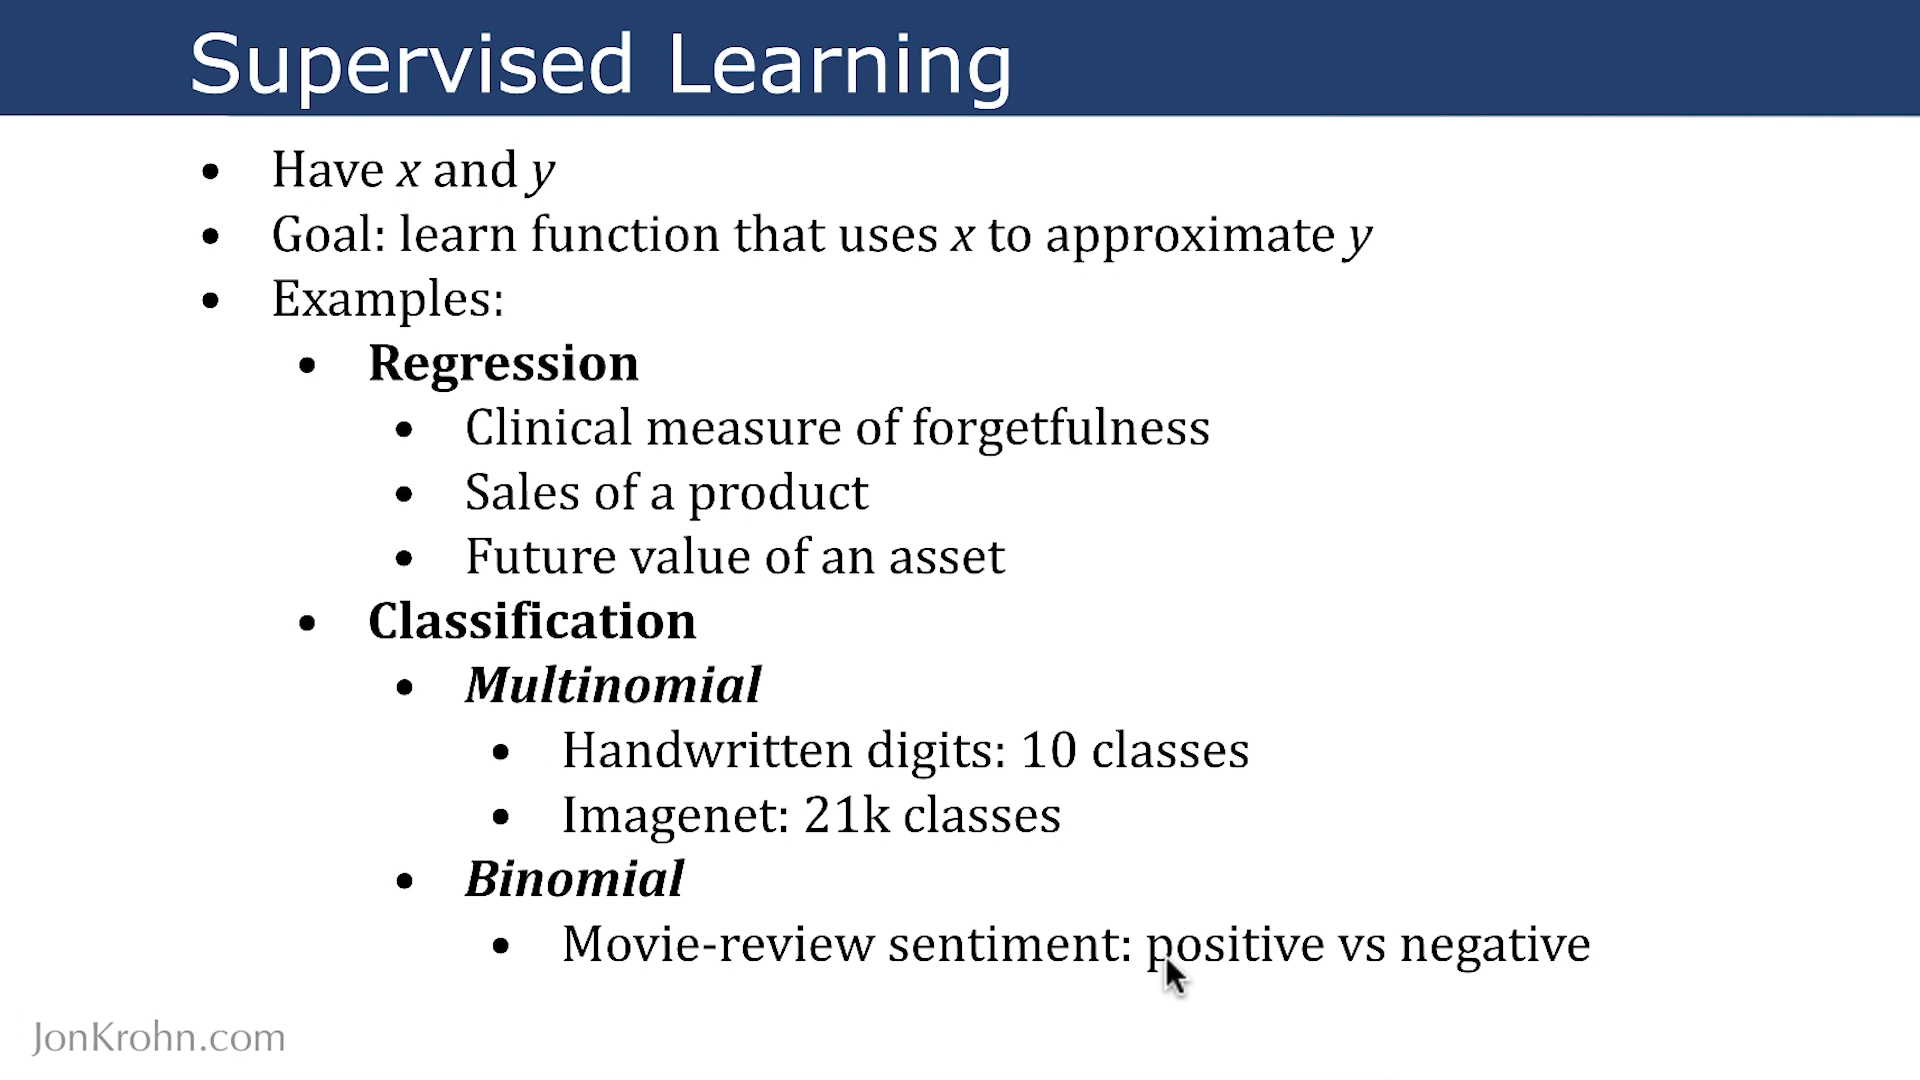 Supervised Learning
• Have x and y
• Goal: learn function that uses x to approximate y
• Examples:
• Regression
• Clinical measure of forgetfulness
• Sales of a product
• Future value of an asset
• Classification
• Multinomial
• Handwritten digits: 10 classes
• Imagenet: 21k classes
• Binomial
• Movie-review sentiment: positive vs negative
JonKrohn.com